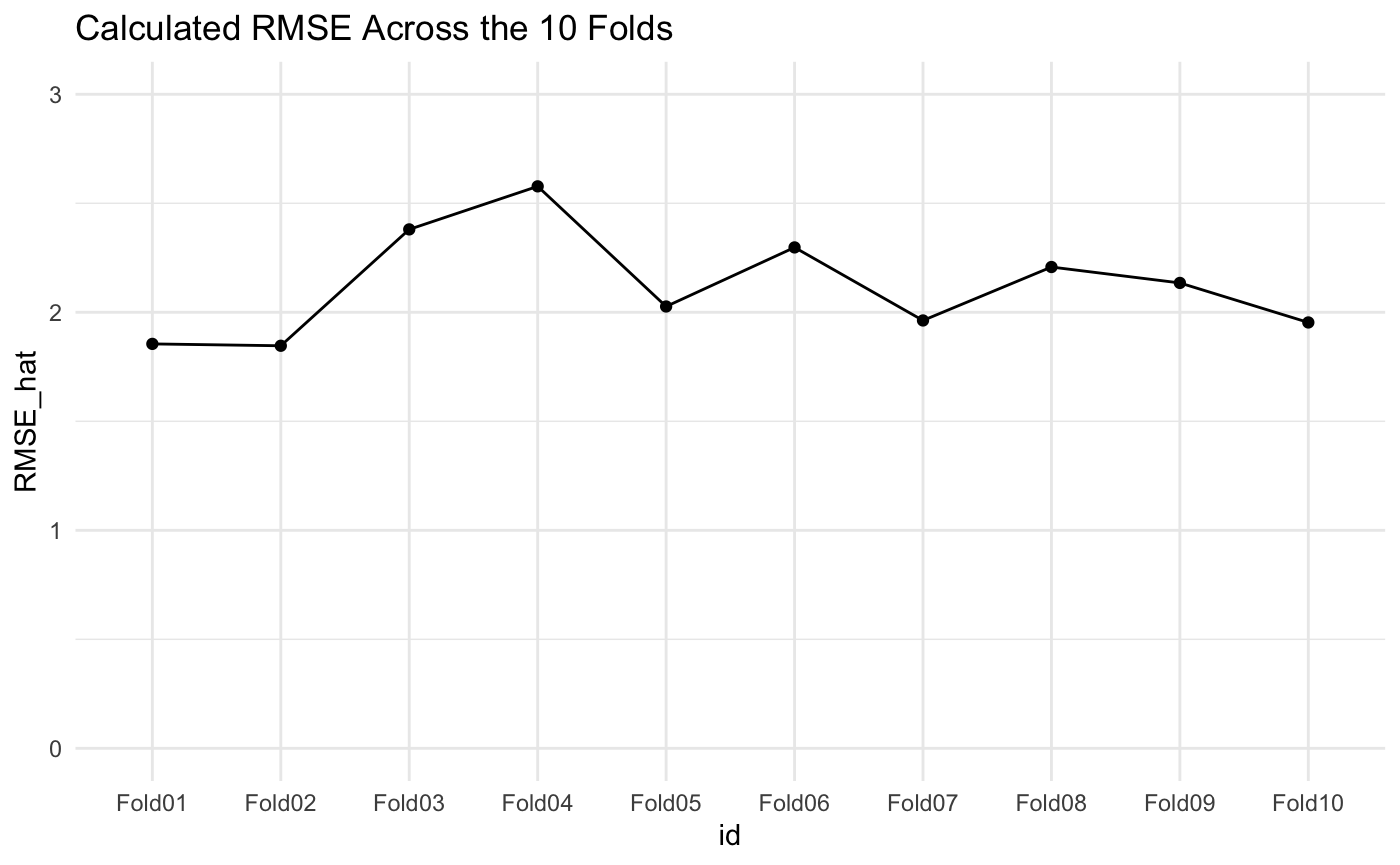 Calculated RMSE Across the 10 Folds
3
2
1
0
RMSE_hat
Fold01 Fold02 Fold03 Fold04 Fold05 Fold06 Fold07 Fold08 Fold09 Fold10
id